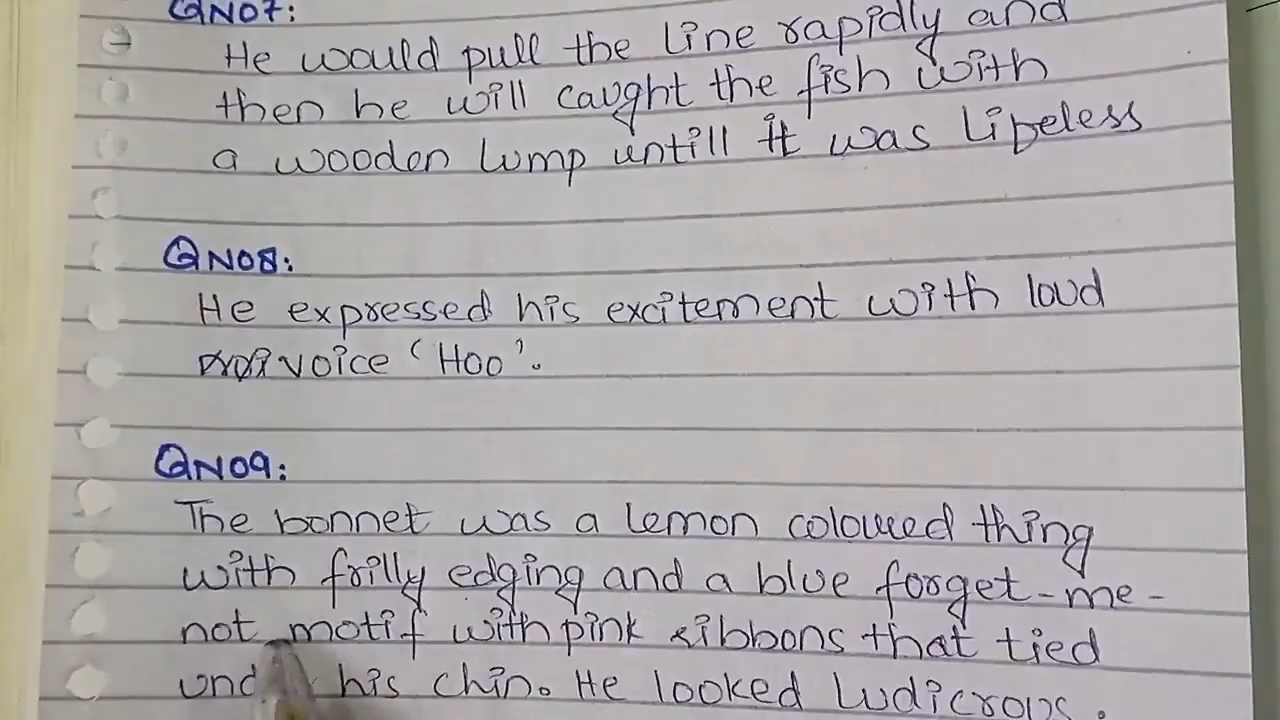 QNO7:
He would pull the line rapidly and
then he will caught the fish with
a wooden lump untill it was lifeless
QNO8:
He expressed his excitement with loud
voice 'Hoo'.
QNO9:
The bonnet was a lemon coloured thing
with frilly edging and a blue forget-me-
not motif with pink ribbons that tied
his chin. He looked ludicrous.